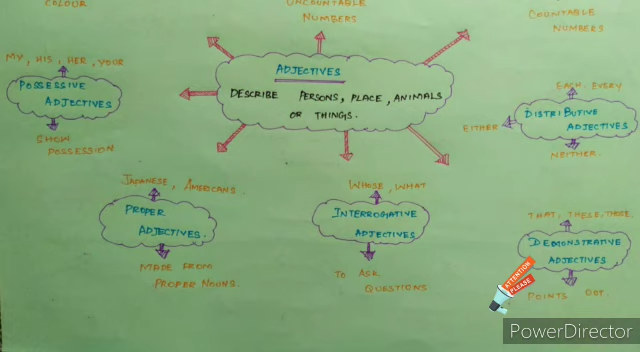 COLOUR
UNCOUNTABLE
NUMBERS
COUNTABLE
NUMBERS
MY, HIS, HER, YOUR
POSSESSIVE
ADJECTIVES
SHOW
POSSESSION
ADJECTIVES
DESCRIBE PERSONS, PLACE, ANIMALS
OR THINGS.
EACH, EVERY
EITHER
DISTRIBUTIVE
ADJECTIVES
NEITHER.
JAPANESE, AMERICANS.
PROPER
ADJECTIVES.
MADE FROM
PROPER NOUNS.
WHOSE, WHAT
INTERROGATIVE
ADJECTIVES
TO ASK
QUESTIONS
THAT, THESE, THOSE.
DEMONSTRATIVE
ADJECTIVES
POINTS OUT.
ATTENTION
PLEASE
PowerDirector